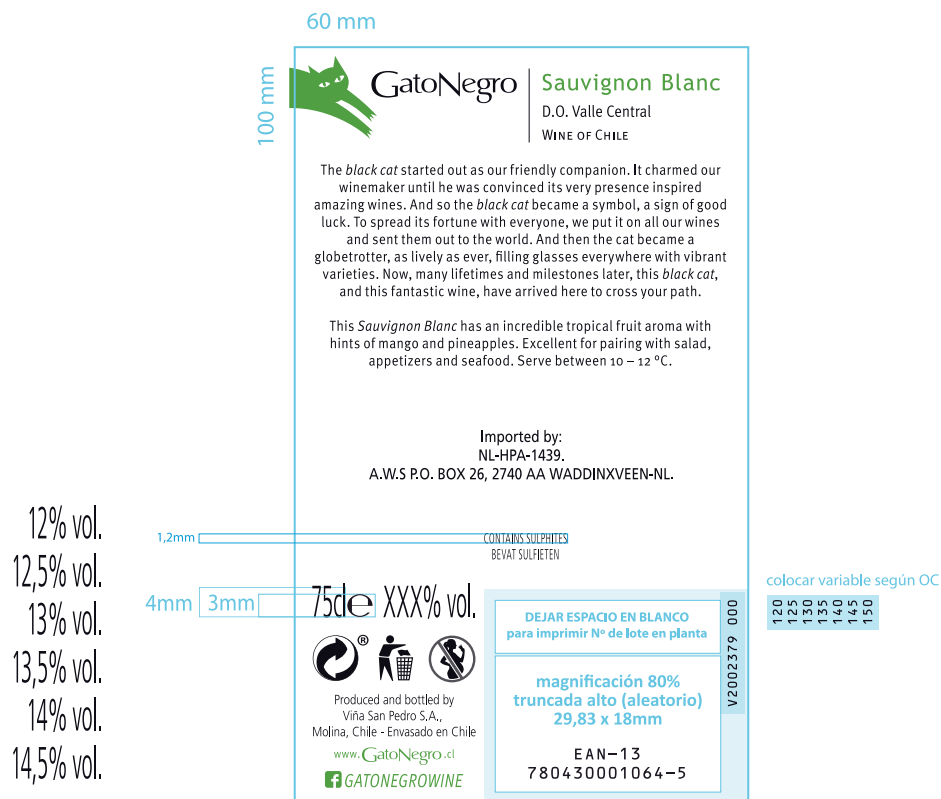 60 mm
100 mm
GatoNegro
Sauvignon Blanc
D.O. Valle Central
WINE OF CHILE
The black cat started out as our friendly companion. It charmed our
winemaker until he was convinced its very presence inspired
amazing wines. And so the black cat became a symbol, a sign of good
luck. To spread its fortune with everyone, we put it on all our wines
and sent them out to the world. And then the cat became a
globetrotter, as lively as ever, filling glasses everywhere with vibrant
varieties. Now, many lifetimes and milestones later, this black cat,
and this fantastic wine, have arrived here to cross your path.
This Sauvignon Blanc has an incredible tropical fruit aroma with
hints of mango and pineapples. Excellent for pairing with salad,
appetizers and seafood. Serve between 10 – 12 ºC.
Imported by:
NL-HPA-1439.
A.W.S P.O. BOX 26, 2740 AA WADDINXVEEN-NL.
12% vol.
12,5% vol.
13% vol.
13,5% vol.
14% vol.
14,5% vol.
1,2mm
CONTAINS SULPHITES
BEVAT SULFIETEN
4mm
3mm
75cl e XXX% vol.
®
Produced and bottled by
Viña San Pedro S.A.,
Molina, Chile - Envasado en Chile
www.GatoNegro.cl
f GATONEGROWINE
DEJAR ESPACIO EN BLANCO
para imprimir Nº de lote en planta
magnificación 80%
truncada alto (aleatorio)
29,83 x 18mm
EAN-13
780430001064-5
V2002379 000
colocar variable según OC
120
125
130
135
140
145
150